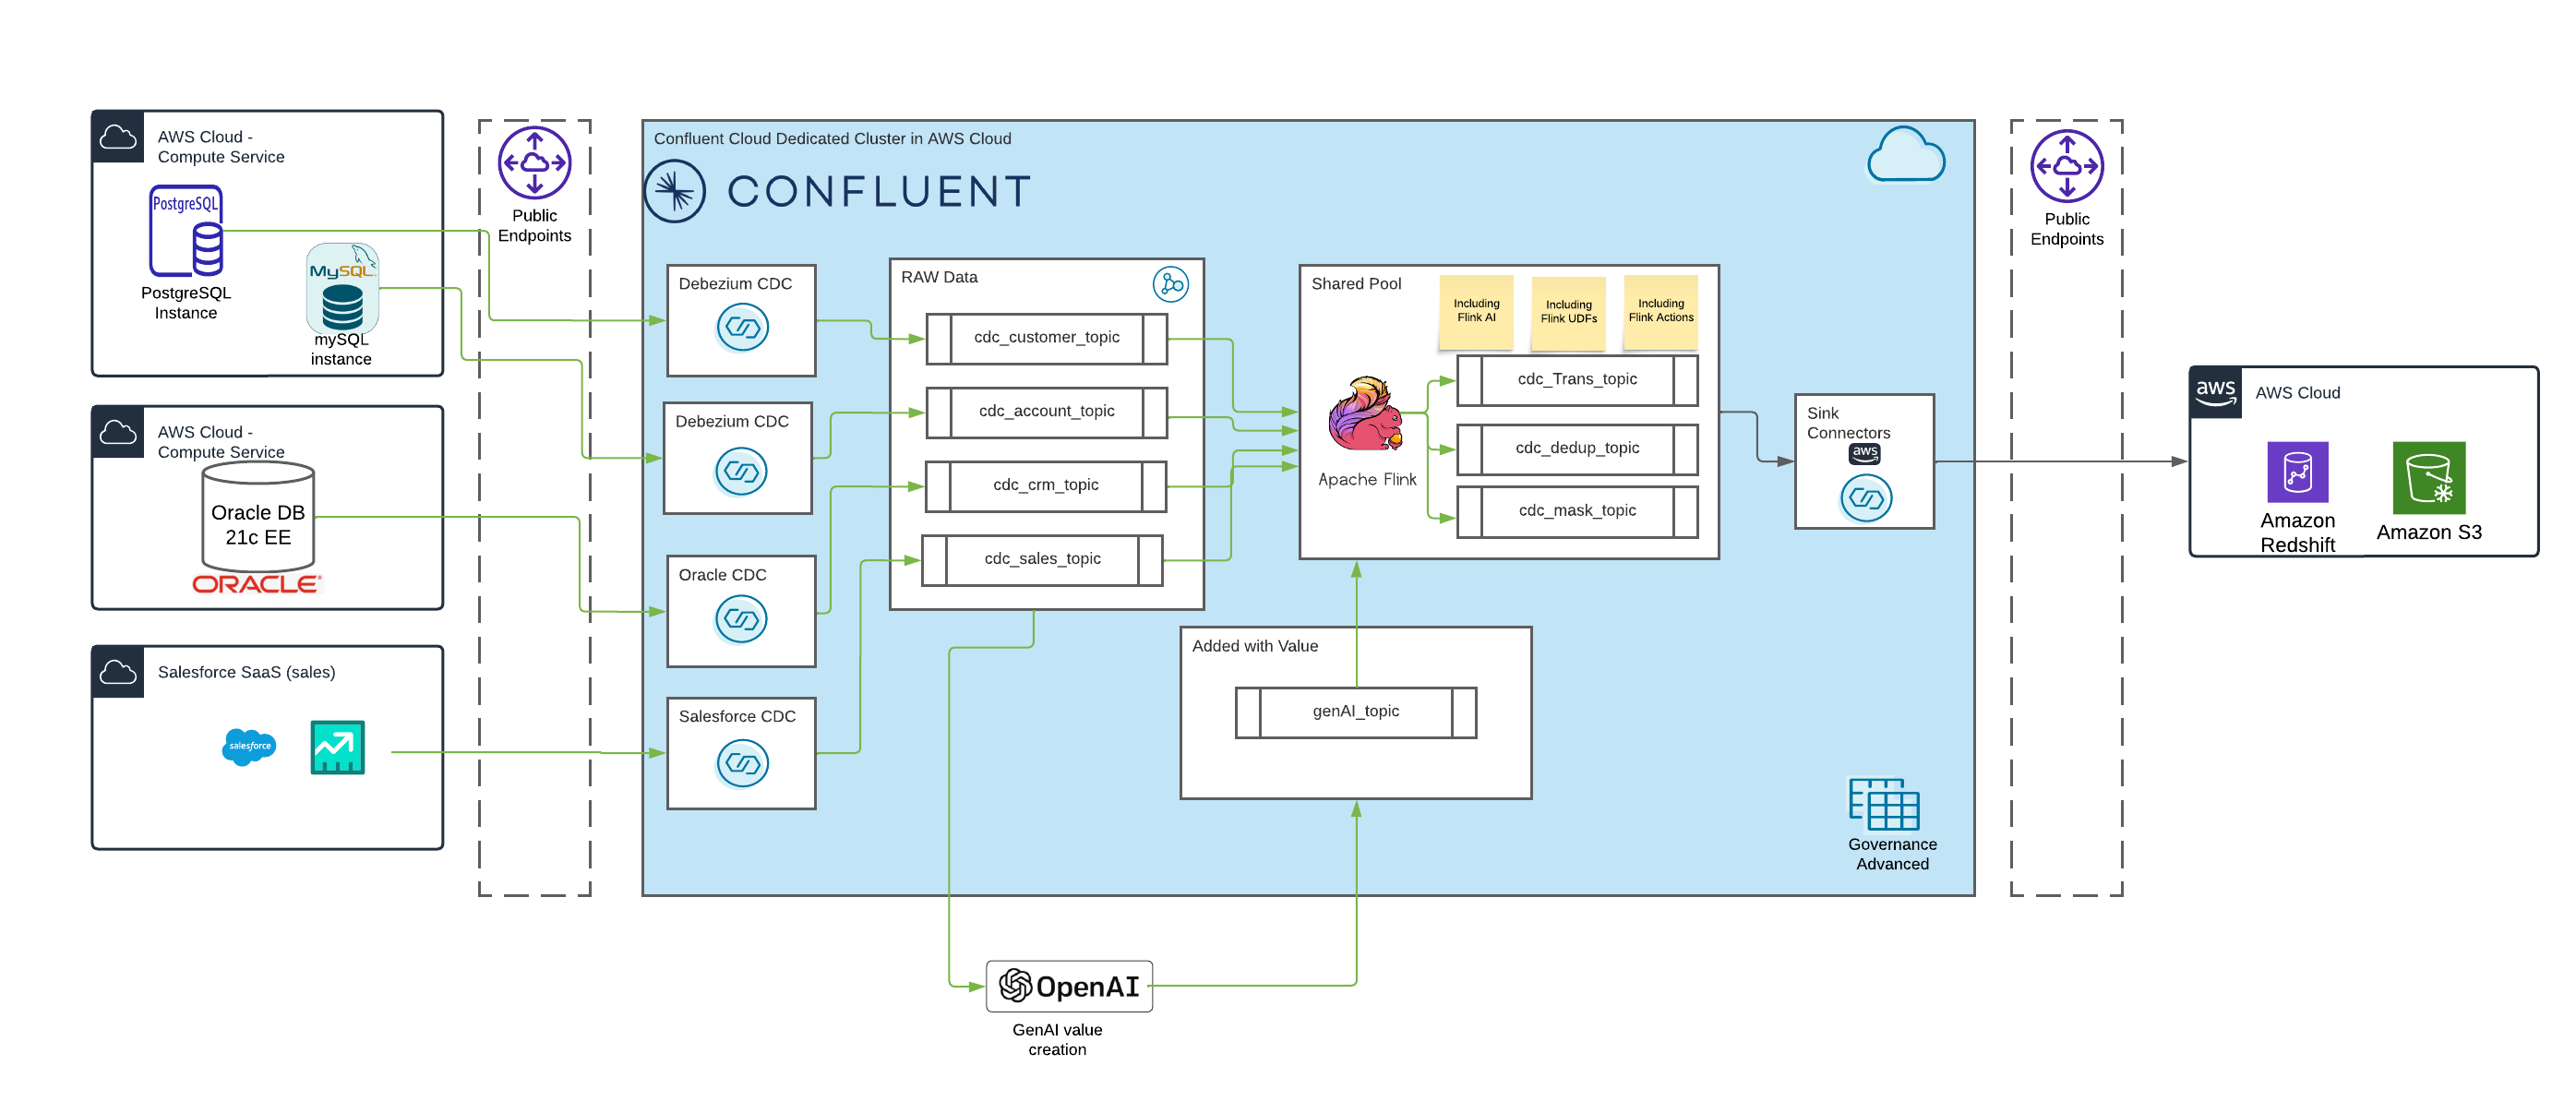 AWS Cloud -
Compute Service
PostgreSQL
PostgreSQL
Instance
MySQL
mySQL
instance
AWS Cloud -
Compute Service
Oracle DB
21c EE
ORACLE
Salesforce SaaS (sales)
salesforce
Public
Endpoints
Confluent Cloud Dedicated Cluster in AWS Cloud
CONFLUENT
Debezium CDC
Debezium CDC
Oracle CDC
Salesforce CDC
RAW Data
cdc_customer_topic
cdc_account_topic
cdc_crm_topic
cdc_sales_topic
Shared Pool
Including
Flink AI
Including
Flink UDFs
Including
Flink Actions
Apache Flink
cdc_Trans_topic
cdc_dedup_topic
cdc_mask_topic
Added with Value
genAI_topic
Sink
Connectors
aws
Governance
Advanced
OpenAI
GenAI value
creation
Public
Endpoints
aws
AWS Cloud
Amazon
Redshift
Amazon S3